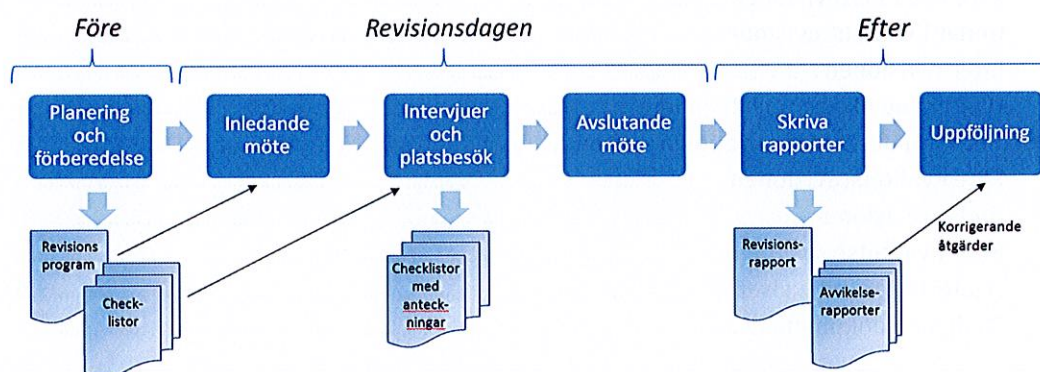 Före
Revisionsdagen
Efter
Planering
och
förberedelse
Inledande
möte
Intervjuer
och
platsbesök
Avslutande
möte
Skriva
rapporter
Uppföljning
Revisions
program
Check-
listor
Checklistor
med
anteck-
ningar
Revisions-
rapport
Avvikelse-
rapporter
Korrigerande
åtgärder